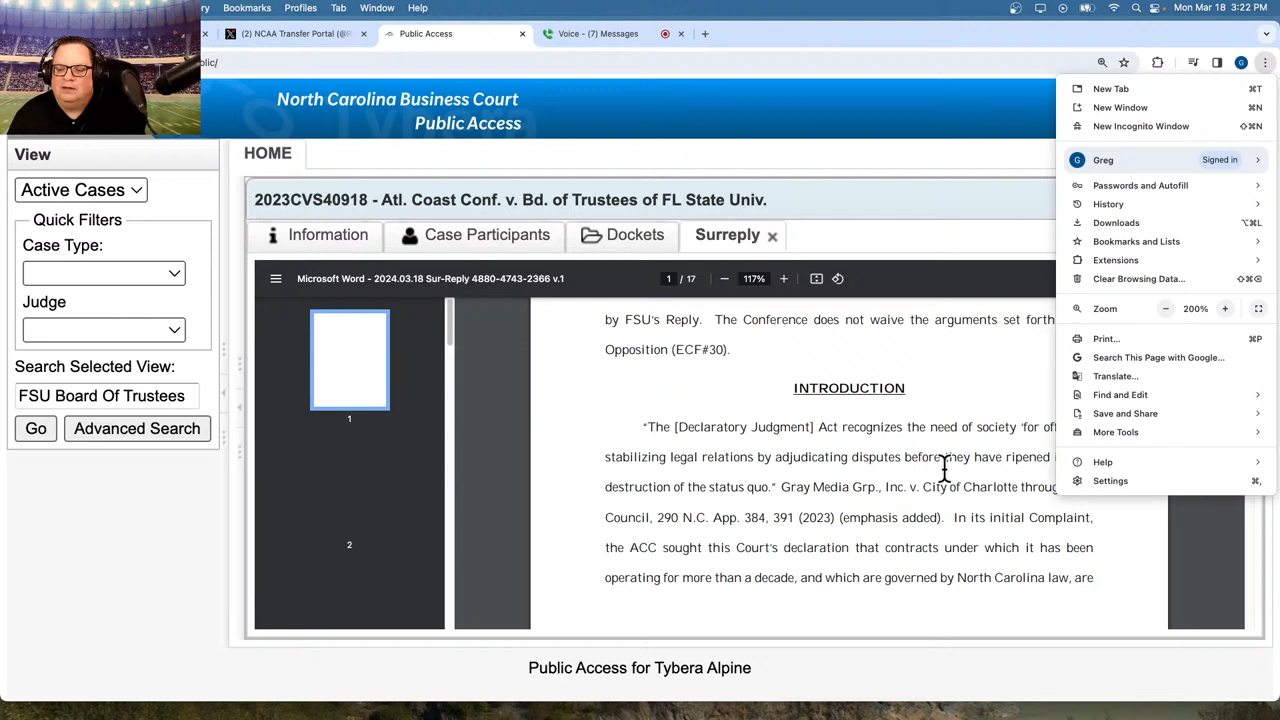 ry Bookmarks Profiles Tab Window Help Mon Mar 18 3:22 PM
(2) NCAA Transfer Portal (@R Public Access Voice - (7) Messages
blic/
North Carolina Business Court
Public Access
View
Active Cases
Quick Filters
Case Type:
Judge
Search Selected View:
FSU Board Of Trustees
Go Advanced Search
HOME
2023CVS40918 - Atl. Coast Conf. v. Bd. of Trustees of FL State Univ.
Information Case Participants Dockets Surreply
Microsoft Word - 2024.03.18 Sur-Reply 4880-4743-2366 v.1 1 / 17 117%
1
2
by FSU's Reply. The Conference does not waive the arguments set forth
Opposition (ECF#30).
INTRODUCTION
"The [Declaratory Judgment] Act recognizes the need of society 'for of
stabilizing legal relations by adjudicating disputes before they have ripened
destruction of the status quo." Gray Media Grp., Inc. v. City of Charlotte throu
Council, 290 N.C. App. 384, 391 (2023) (emphasis added). In its initial Complaint,
the ACC sought this Court's declaration that contracts under which it has been
operating for more than a decade, and which are governed by North Carolina law, are
G
New Tab ⌘T
New Window ⌘N
New Incognito Window ⇧⌘N
G Greg Signed in
Passwords and Autofill
History
Downloads ⌥⌘L
Bookmarks and Lists
Extensions
Clear Browsing Data... ⇧⌘⌫
Zoom − 200% +
Print... ⌘P
Search This Page with Google...
Translate...
Find and Edit
Save and Share
More Tools
Help
Settings ⌘,
Public Access for Tybera Alpine